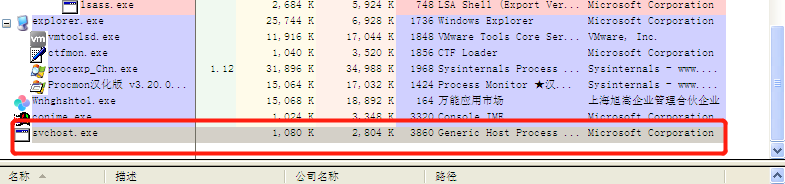 lsass.exe 2,684 K 5,924 K 748 LSA Shell (Export Ver... Microsoft Corporation
explorer.exe 25,744 K 6,928 K 1736 Windows Explorer Microsoft Corporation
vmtoolsd.exe 11,916 K 17,044 K 1848 VMware Tools Core Ser... VMware, Inc.
ctfmon.exe 1,040 K 3,520 K 1856 CTF Loader Microsoft Corporation
procexp_Chn.exe 1.12 31,896 K 34,988 K 1968 Sysinternals Process ... Sysinternals - www....
Procmon汉化版 v3.20.0... 15,064 K 17,032 K 1424 Process Monitor ★汉... Sysinternals - www....
Wnhghshtol.exe 15,068 K 18,892 K 164 万能应用市场 上海旭尚企业管理合伙企业
conime.exe 1,024 K 3,348 K 3320 Console IME Microsoft Corporation
svchost.exe 1,080 K 2,804 K 3860 Generic Host Process ... Microsoft Corporation
名称 描述 公司名称 路径